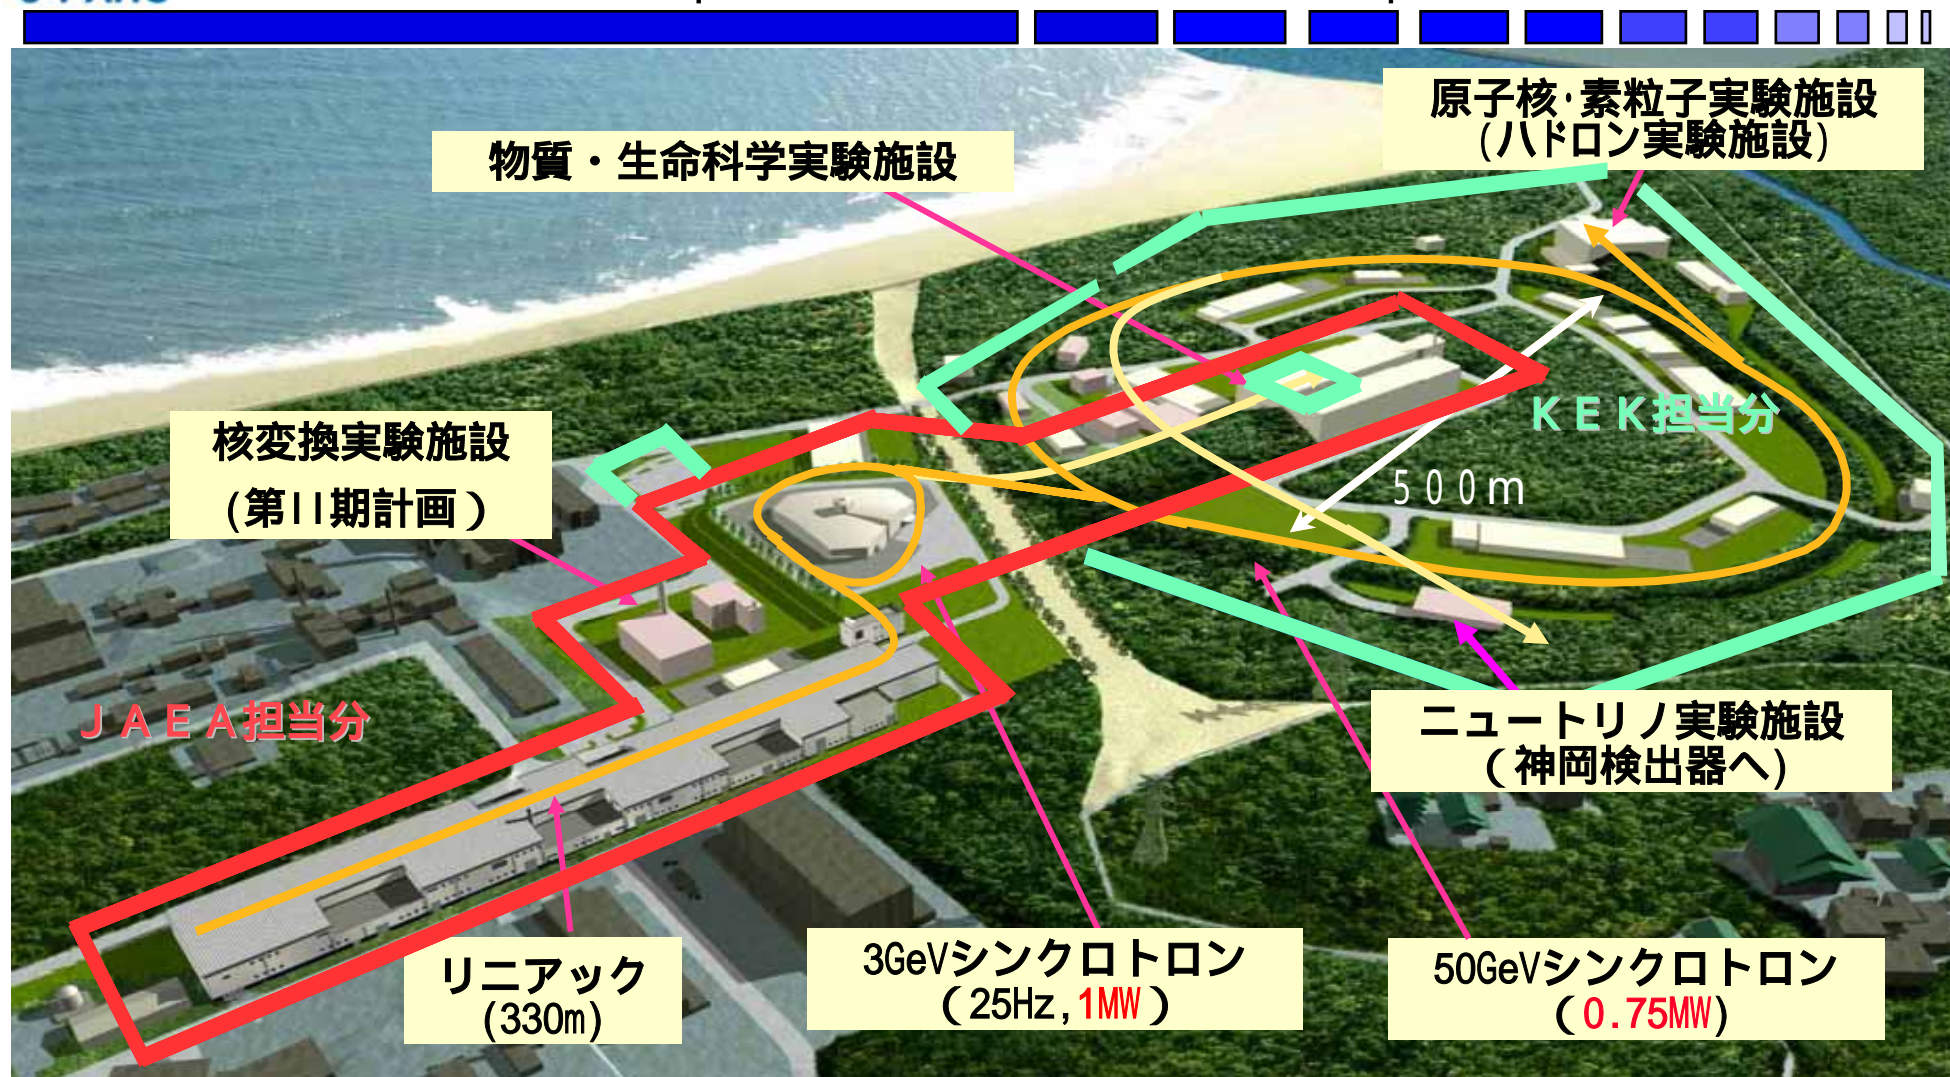 原子核・素粒子実験施設
(ハドロン実験施設)
物質・生命科学実験施設
核変換実験施設
(第II期計画)
KEK担当分
500m
JAEA担当分
ニュートリノ実験施設
(神岡検出器へ)
リニアック
(330m)
3GeVシンクロトロン
(25Hz,1MW)
50GeVシンクロトロン
(0.75MW)